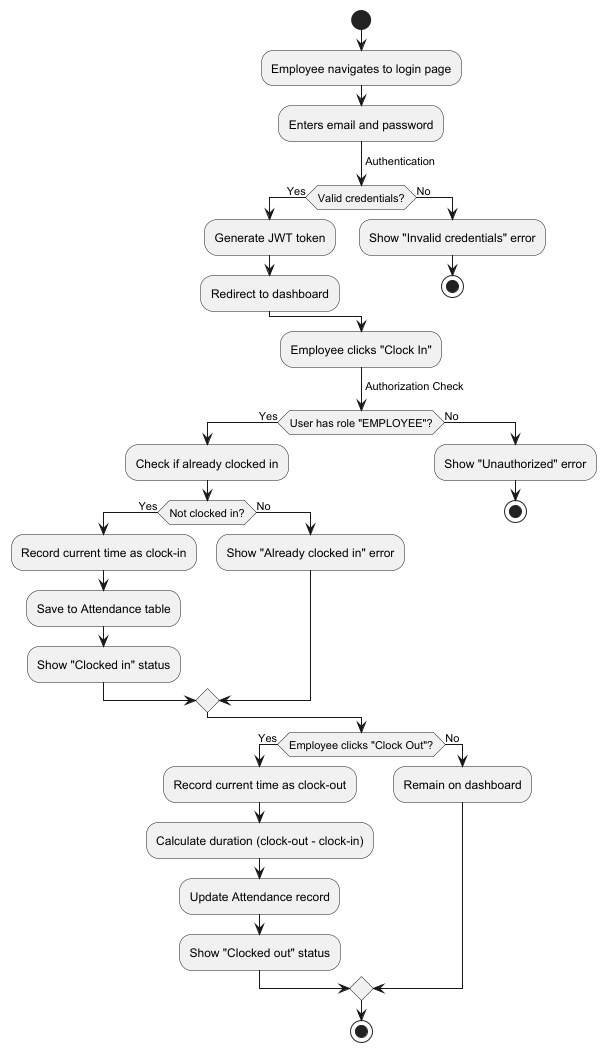 Employee navigates to login page
Enters email and password
Authentication
Yes
Valid credentials?
No
Generate JWT token
Show "Invalid credentials" error
Redirect to dashboard
Employee clicks "Clock In"
Authorization Check
Yes
User has role "EMPLOYEE"?
No
Check if already clocked in
Show "Unauthorized" error
Yes
Not clocked in?
No
Record current time as clock-in
Show "Already clocked in" error
Save to Attendance table
Show "Clocked in" status
Yes
Employee clicks "Clock Out"?
No
Record current time as clock-out
Remain on dashboard
Calculate duration (clock-out - clock-in)
Update Attendance record
Show "Clocked out" status